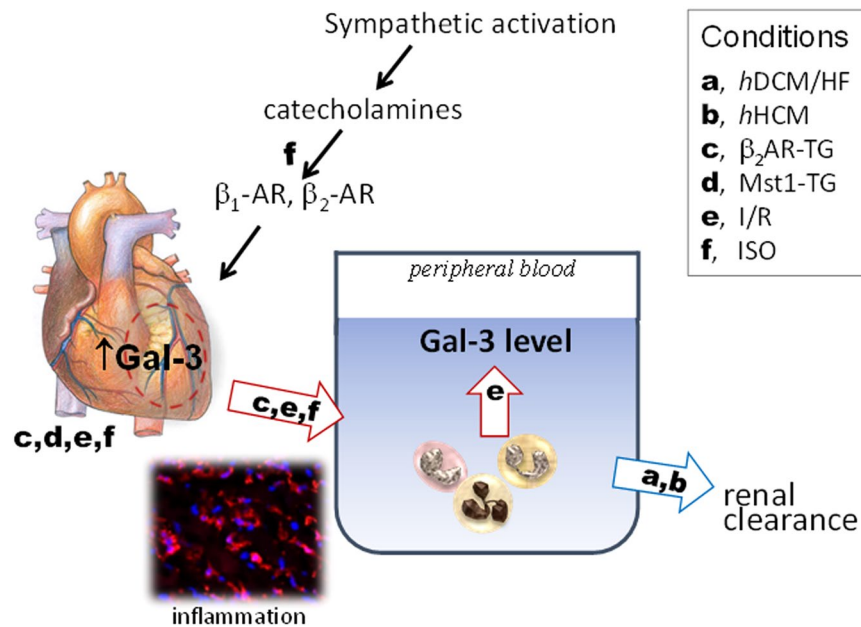 Sympathetic activation
catecholamines
f
β₁-AR, β₂-AR
Conditions
a, hDCM/HF
b, hHCM
c, β₂AR-TG
d, Mst1-TG
e, I/R
f, ISO
peripheral blood
Gal-3 level
e
↑Gal-3
c,d,e,f
c,e,f
a,b
renal
clearance
inflammation